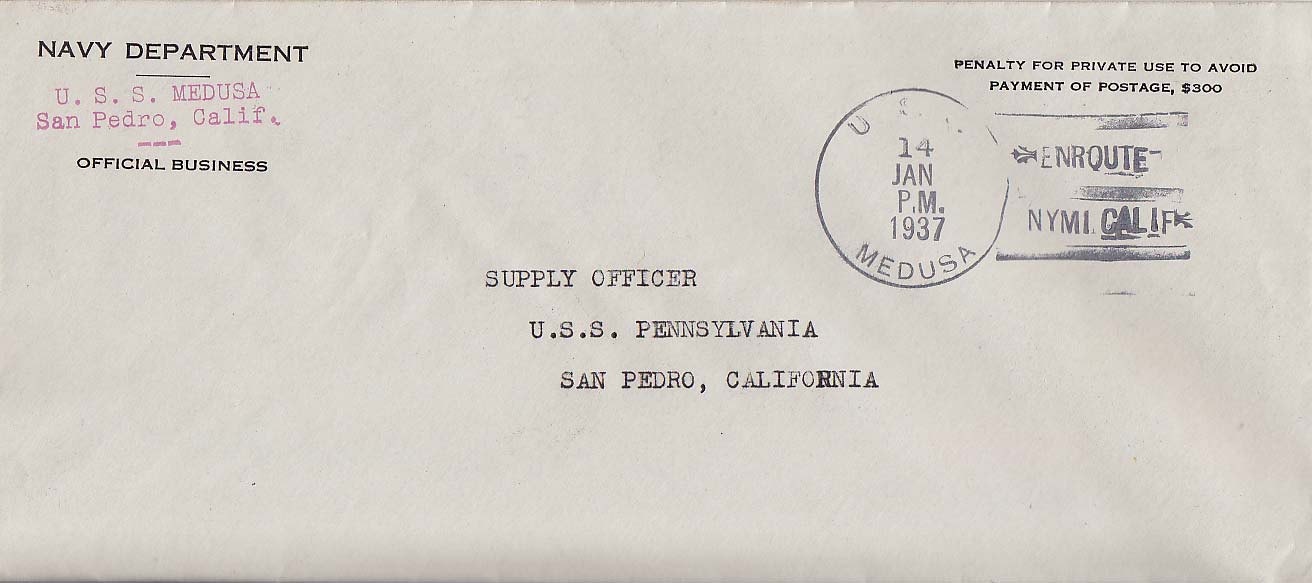 NAVY DEPARTMENT
U. S. S. MEDUSA
San Pedro, Calif.
OFFICIAL BUSINESS
PENALTY FOR PRIVATE USE TO AVOID
PAYMENT OF POSTAGE, $300
U. S. S.
14
JAN
P.M.
1937
MEDUSA
ENROUTE-
NYMI. CALIF
SUPPLY OFFICER
U.S.S. PENNSYLVANIA
SAN PEDRO, CALIFORNIA